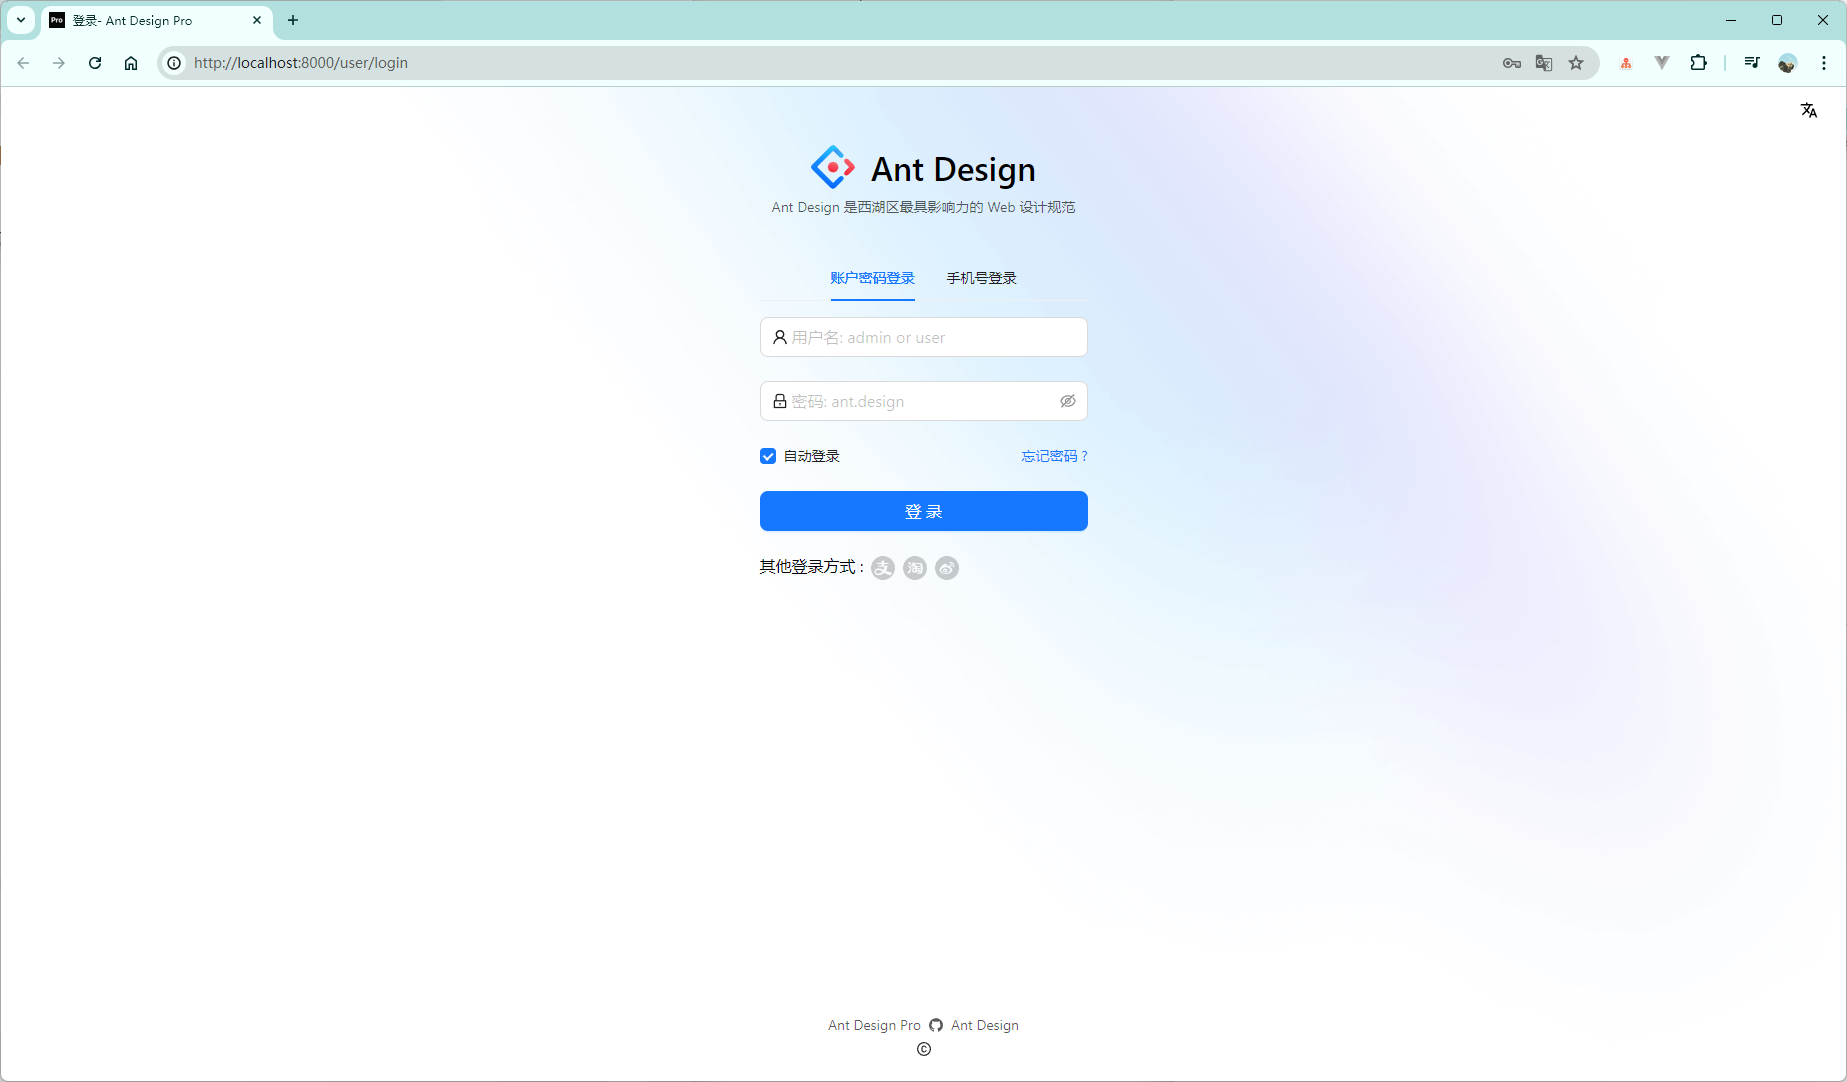 Pro 登录- Ant Design Pro
http://localhost:8000/user/login
Ant Design
Ant Design 是西湖区最具影响力的 Web 设计规范
账户密码登录 手机号登录
用户名: admin or user
密码: ant.design
自动登录 忘记密码 ?
登 录
其他登录方式 : 支 淘
Ant Design Pro Ant Design
©